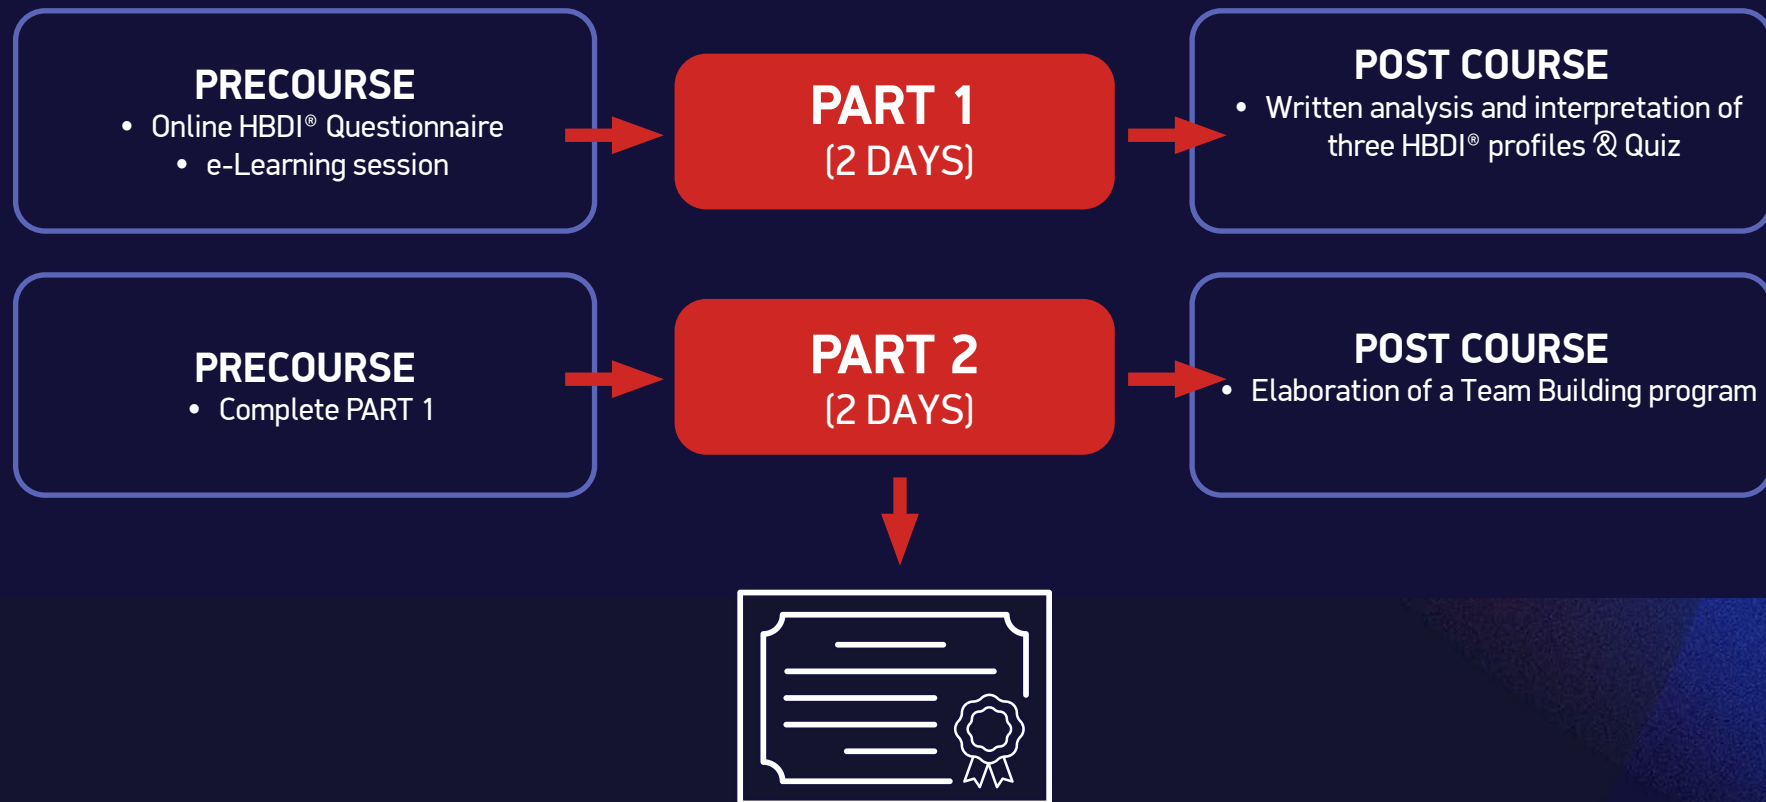 PRECOURSE
• Online HBDI® Questionnaire
• e-Learning session
PART 1
(2 DAYS)
POST COURSE
• Written analysis and interpretation of
three HBDI® profiles & Quiz
PRECOURSE
• Complete PART 1
PART 2
(2 DAYS)
POST COURSE
• Elaboration of a Team Building program